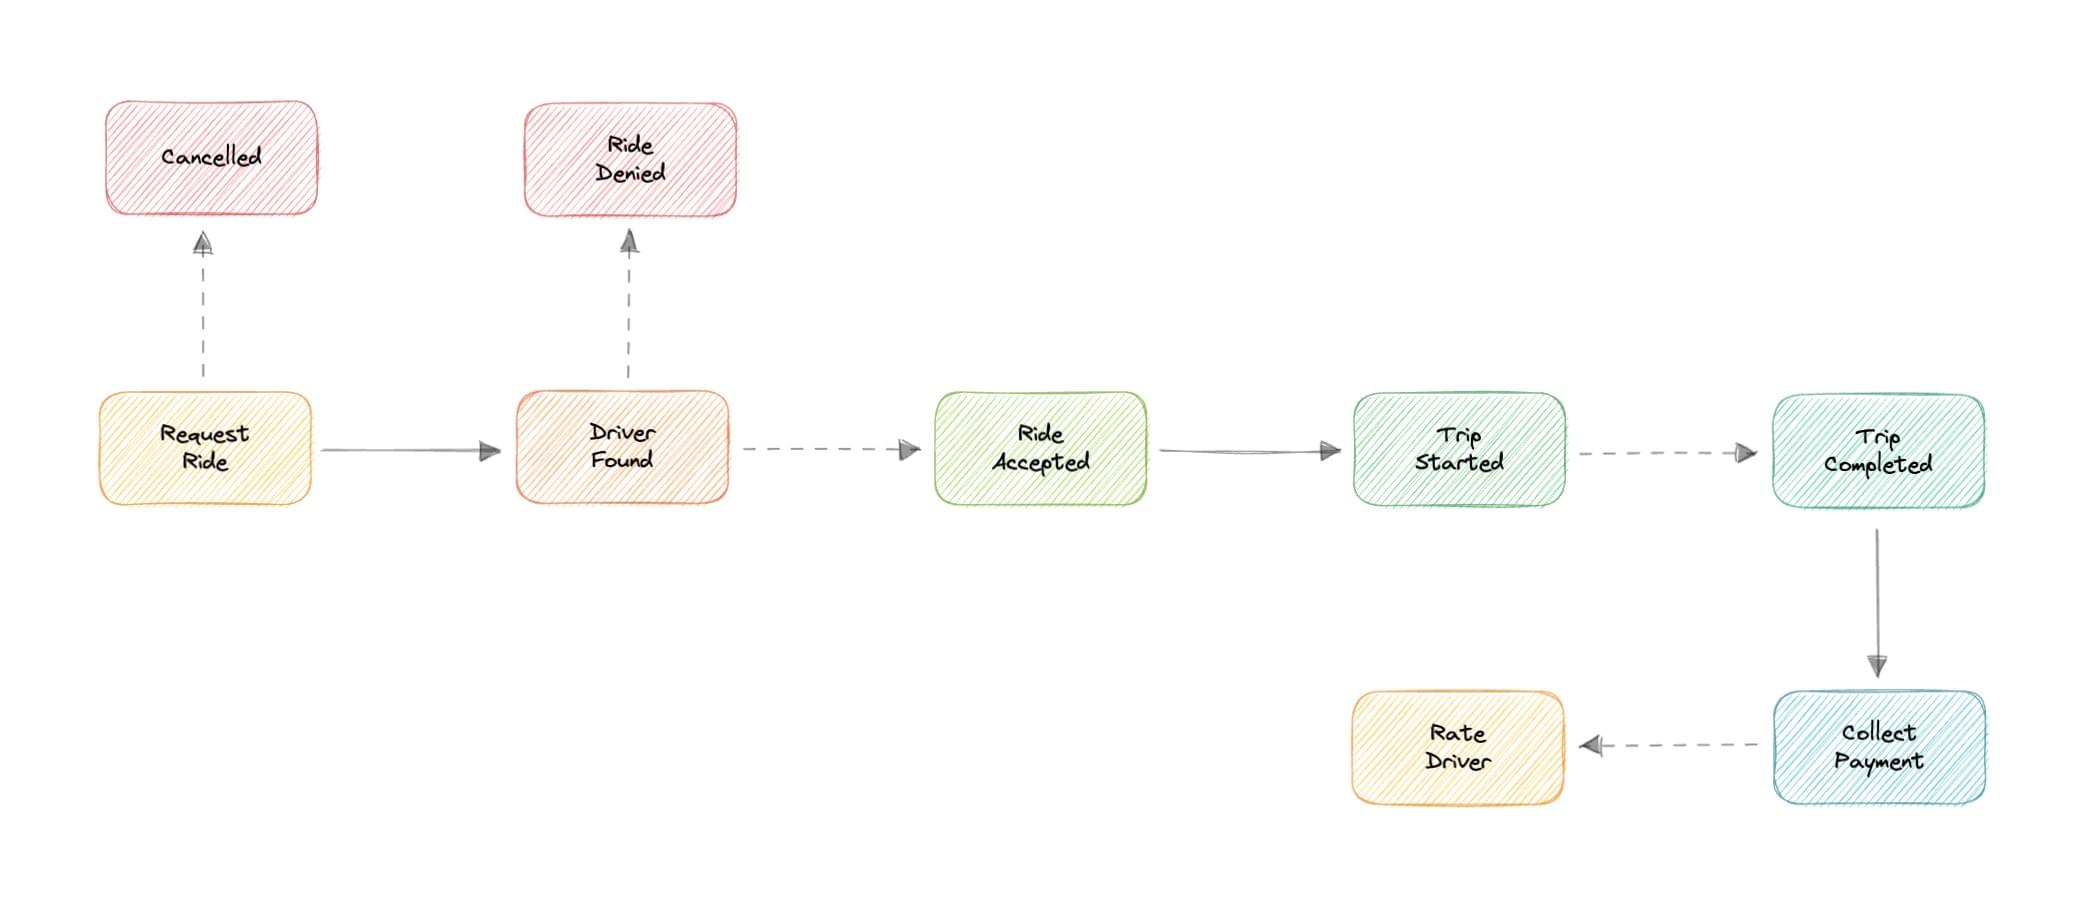 Cancelled
Ride
Denied
Request
Ride
Driver
Found
Ride
Accepted
Trip
Started
Trip
Completed
Rate
Driver
Collect
Payment